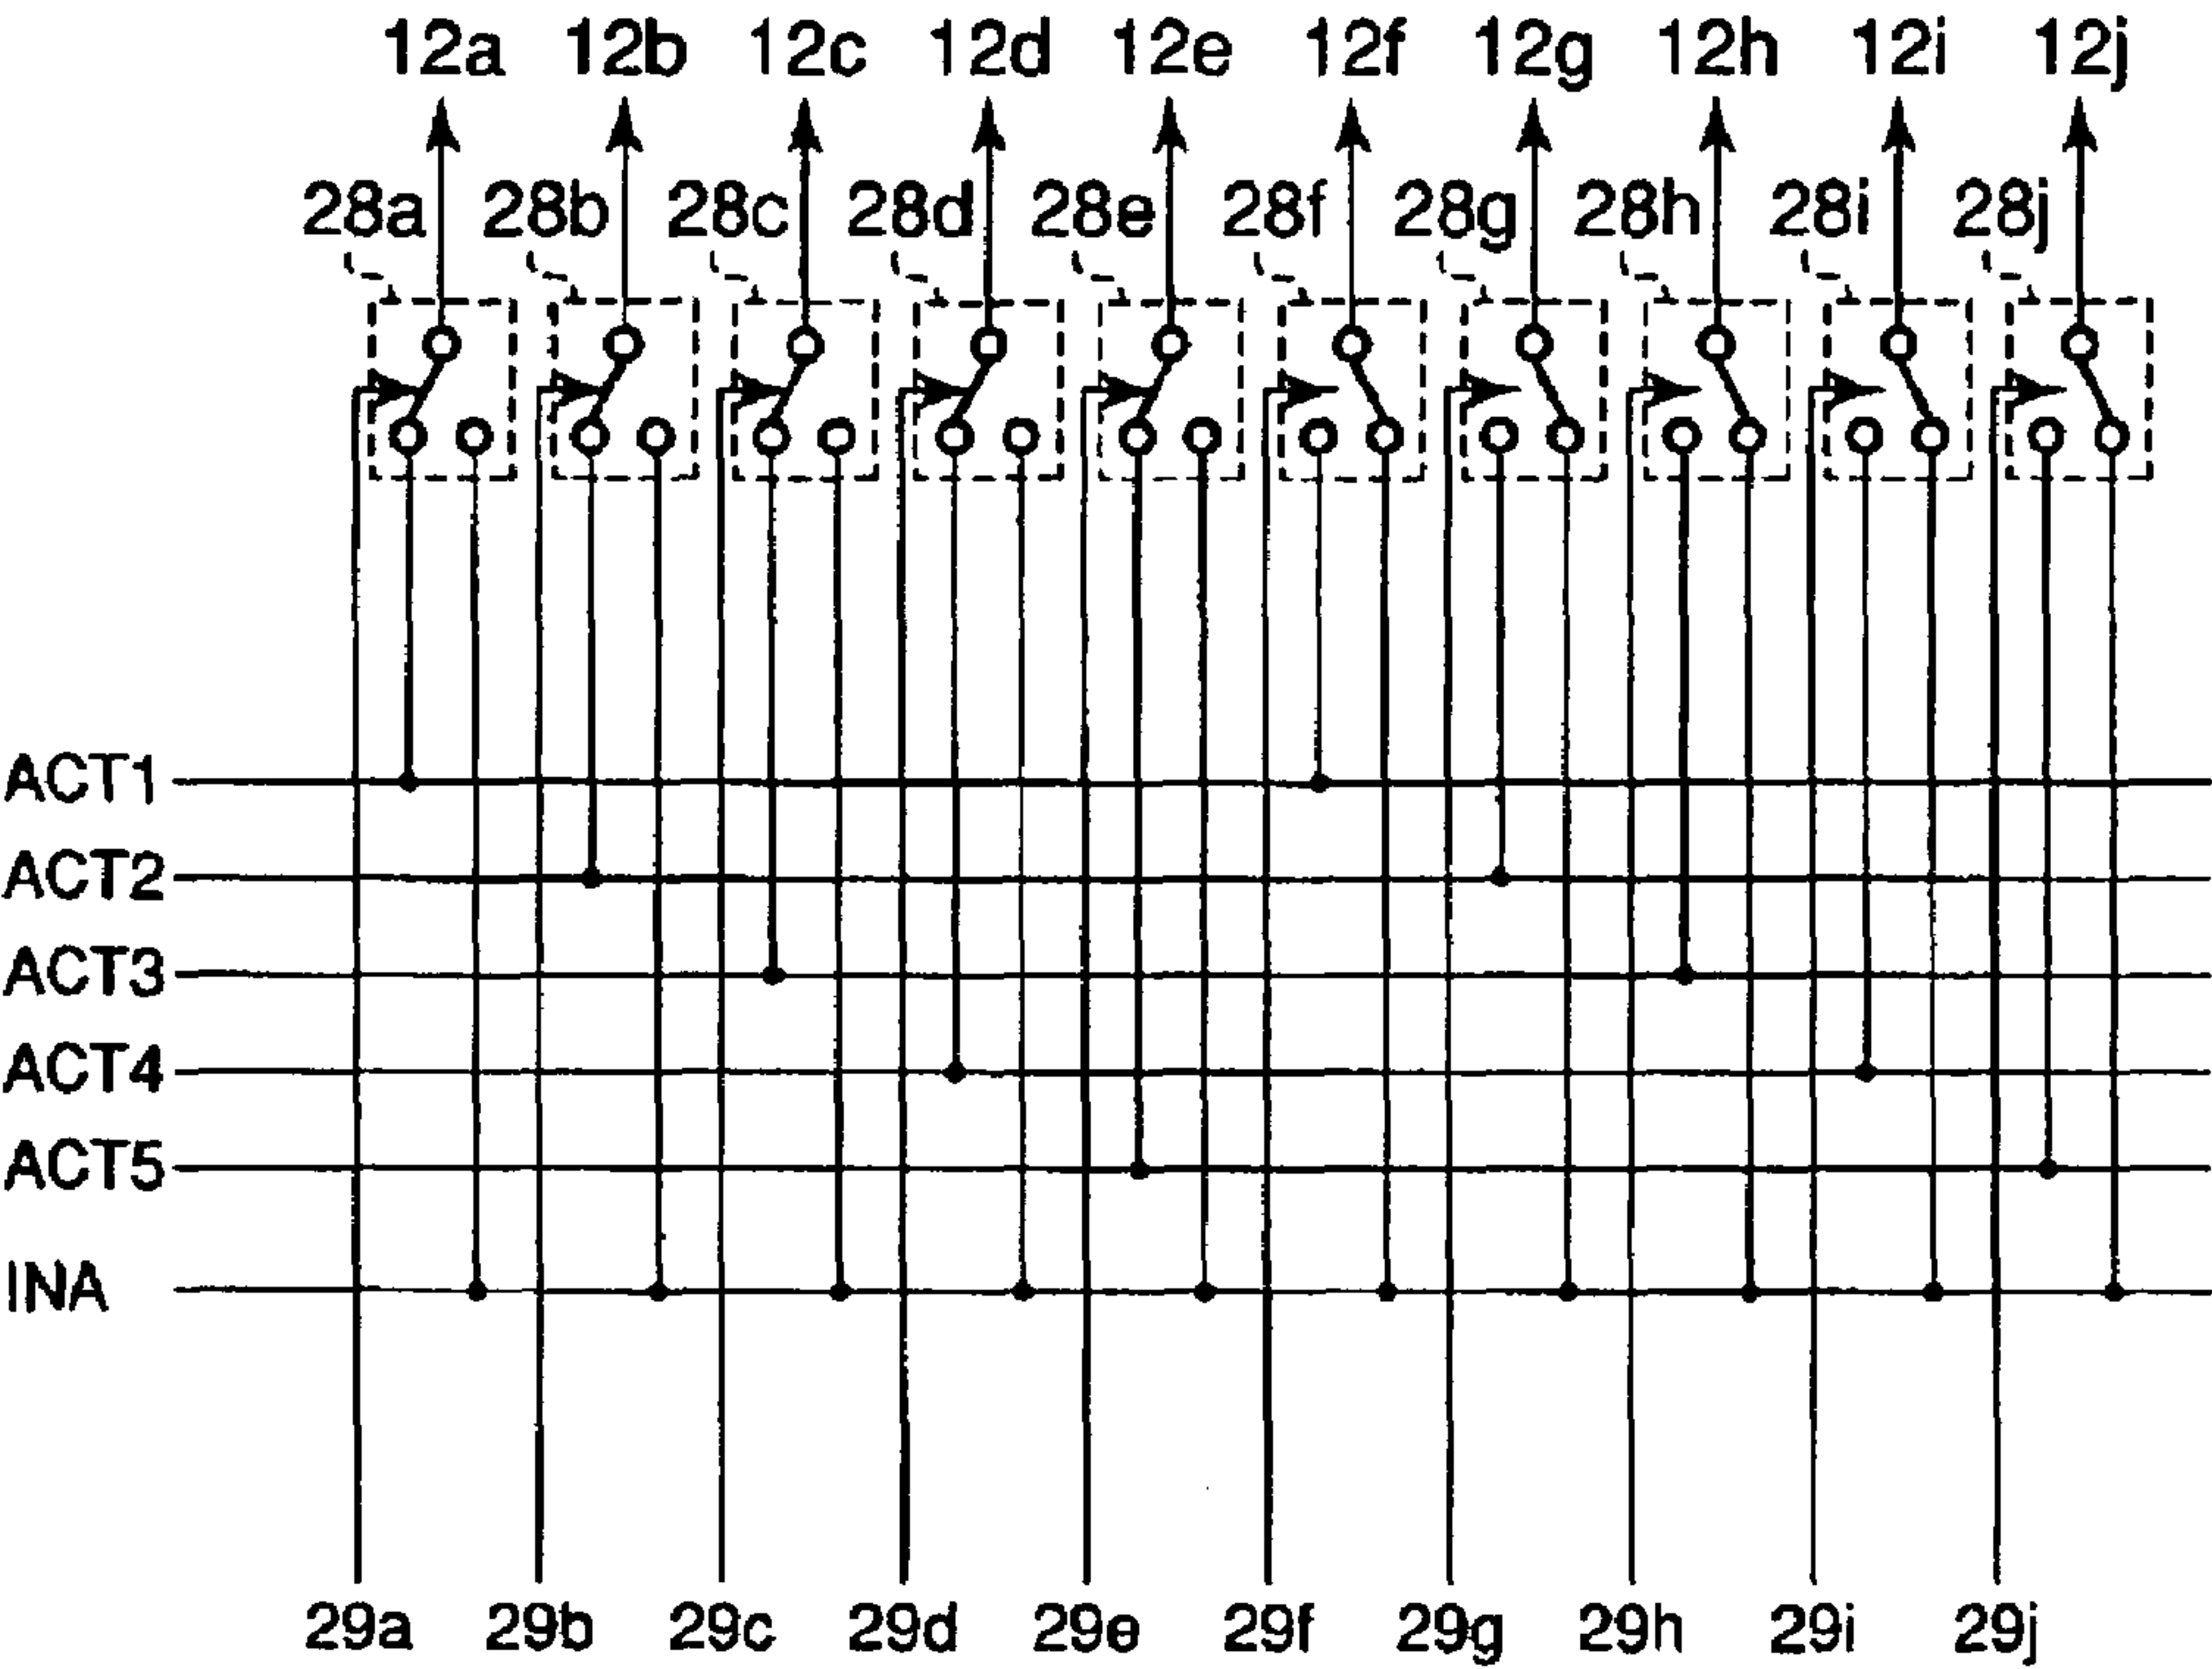 12a 12b 12c 12d 12e 12f 12g 12h 12i 12j
28a 28b 28c 28d 28e 28f 28g 28h 28i 28j
ACT1
ACT2
ACT3
ACT4
ACT5
INA
29a 29b 29c 29d 29e 29f 29g 29h 29i 29j